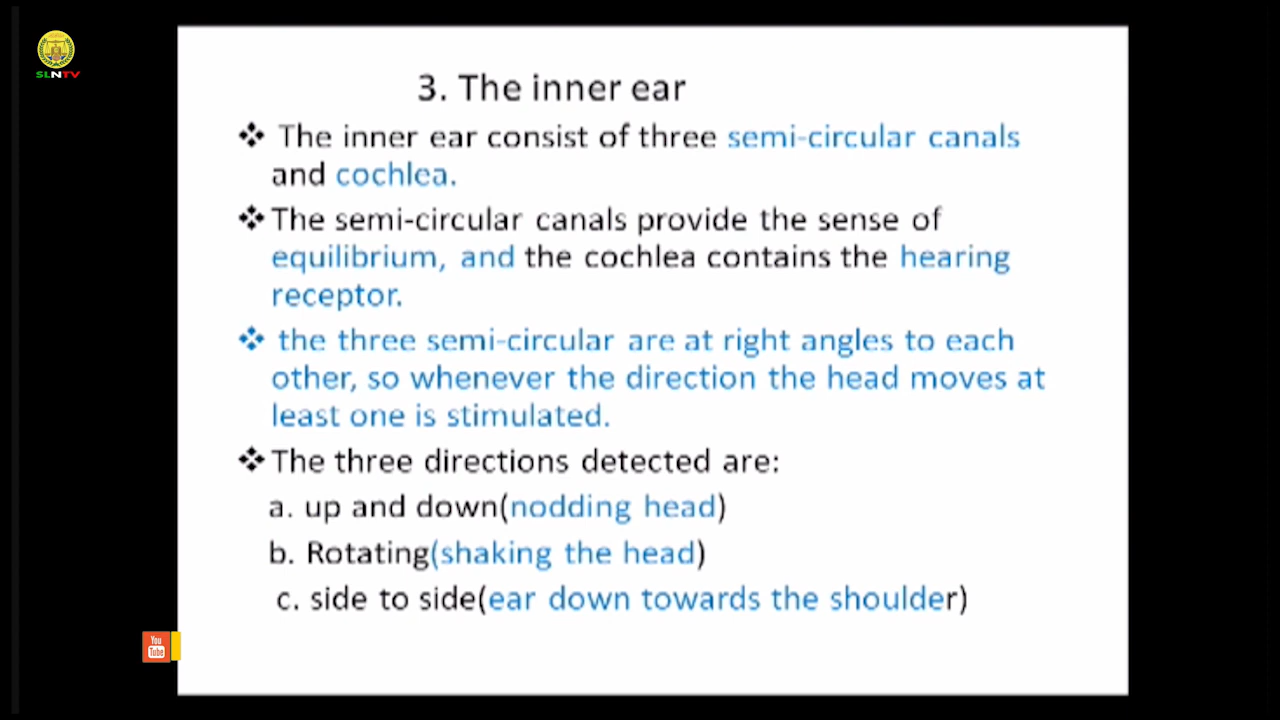 SLNTV
3. The inner ear
❖ The inner ear consist of three semi-circular canals
and cochlea.
❖ The semi-circular canals provide the sense of
equilibrium, and the cochlea contains the hearing
receptor.
❖ the three semi-circular are at right angles to each
other, so whenever the direction the head moves at
least one is stimulated.
❖ The three directions detected are:
a. up and down(nodding head)
b. Rotating(shaking the head)
c. side to side(ear down towards the shoulder)
You
Tube